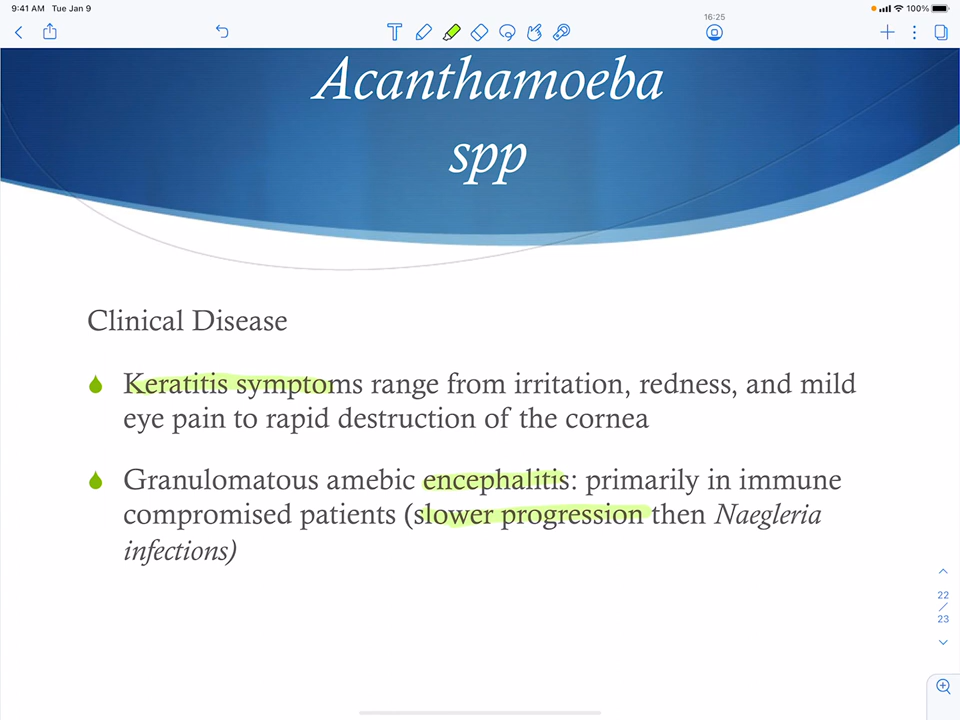 9:41 AM Tue Jan 9
100%
16:25
Acanthamoeba
spp
Clinical Disease
Keratitis symptoms range from irritation, redness, and mild
eye pain to rapid destruction of the cornea
Granulomatous amebic encephalitis: primarily in immune
compromised patients (slower progression then Naegleria
infections)
22
/
23